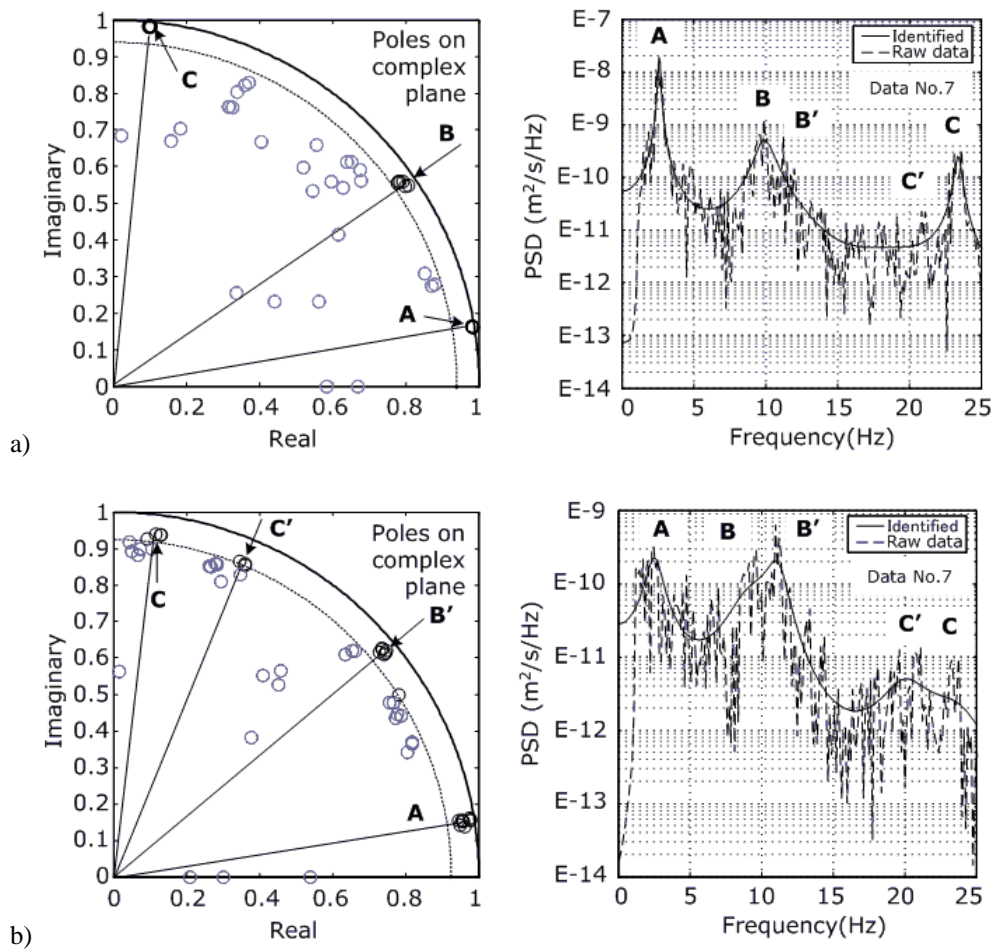 1
0.9
0.8
0.7
0.6
0.5
0.4
0.3
0.2
0.1
0
0 0.2 0.4 0.6 0.8 1
Imaginary
Real
Poles on
complex
plane
C
B
A
E-7
E-8
E-9
E-10
E-11
E-12
E-13
E-14
0 5 10 15 20 25
PSD (m²/s/Hz)
Frequency(Hz)
Identified
Raw data
Data No.7
A
B
B′
C′
C
a)
1
0.9
0.8
0.7
0.6
0.5
0.4
0.3
0.2
0.1
0
0 0.2 0.4 0.6 0.8 1
Imaginary
Real
Poles on
complex
plane
C′
C
B′
A
E-9
E-10
E-11
E-12
E-13
E-14
0 5 10 15 20 25
PSD (m²/s/Hz)
Frequency(Hz)
Identified
Raw data
Data No.7
A
B
B′
C′
C
b)